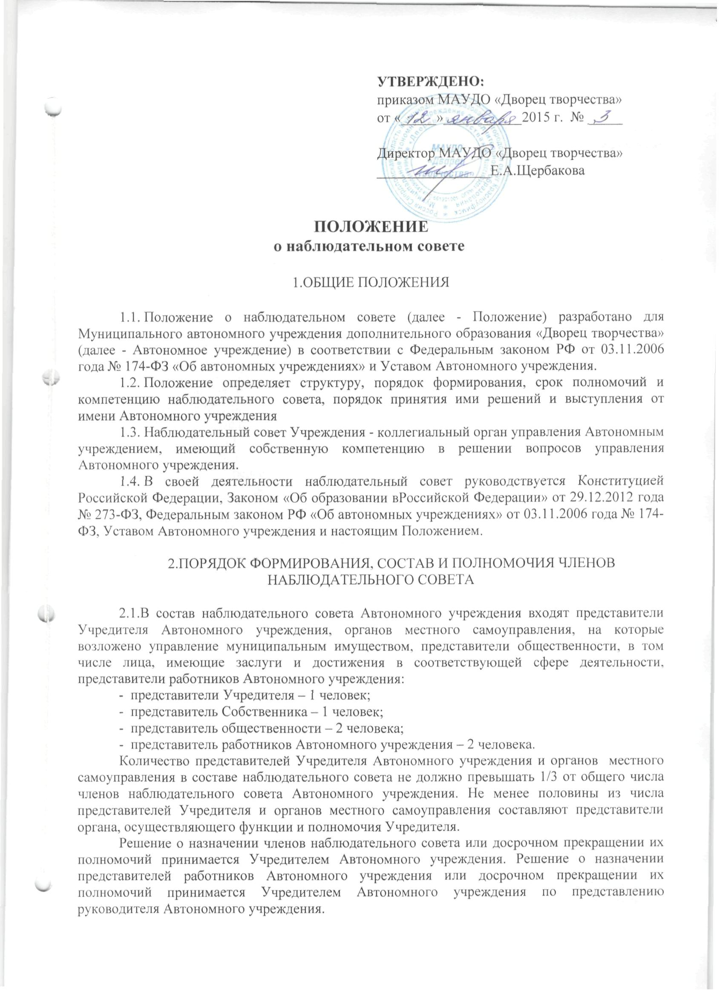 УТВЕРЖДЕНО:
приказом МАУДО «Дворец творчества»
от « 12 » января 2015 г. № 3
Директор МАУДО «Дворец творчества»
Е.А.Щербакова
МАУДО
«Дворец
творчества»
ПОЛОЖЕНИЕ
о наблюдательном совете
1.ОБЩИЕ ПОЛОЖЕНИЯ
1.1. Положение о наблюдательном совете (далее - Положение) разработано для
Муниципального автономного учреждения дополнительного образования «Дворец творчества»
(далее - Автономное учреждение) в соответствии с Федеральным законом РФ от 03.11.2006
года № 174-ФЗ «Об автономных учреждениях» и Уставом Автономного учреждения.
1.2. Положение определяет структуру, порядок формирования, срок полномочий и
компетенцию наблюдательного совета, порядок принятия ими решений и выступления от
имени Автономного учреждения
1.3. Наблюдательный совет Учреждения - коллегиальный орган управления Автономным
учреждением, имеющий собственную компетенцию в решении вопросов управления
Автономного учреждения.
1.4. В своей деятельности наблюдательный совет руководствуется Конституцией
Российской Федерации, Законом «Об образовании вРоссийской Федерации» от 29.12.2012 года
№ 273-ФЗ, Федеральным законом РФ «Об автономных учреждениях» от 03.11.2006 года № 174-
ФЗ, Уставом Автономного учреждения и настоящим Положением.
2.ПОРЯДОК ФОРМИРОВАНИЯ, СОСТАВ И ПОЛНОМОЧИЯ ЧЛЕНОВ
НАБЛЮДАТЕЛЬНОГО СОВЕТА
2.1.В состав наблюдательного совета Автономного учреждения входят представители
Учредителя Автономного учреждения, органов местного самоуправления, на которые
возложено управление муниципальным имуществом, представители общественности, в том
числе лица, имеющие заслуги и достижения в соответствующей сфере деятельности,
представители работников Автономного учреждения:
- представители Учредителя – 1 человек;
- представитель Собственника – 1 человек;
- представитель общественности – 2 человека;
- представитель работников Автономного учреждения – 2 человека.
Количество представителей Учредителя Автономного учреждения и органов местного
самоуправления в составе наблюдательного совета не должно превышать 1/3 от общего числа
членов наблюдательного совета Автономного учреждения. Не менее половины из числа
представителей Учредителя и органов местного самоуправления составляют представители
органа, осуществляющего функции и полномочия Учредителя.
Решение о назначении членов наблюдательного совета или досрочном прекращении их
полномочий принимается Учредителем Автономного учреждения. Решение о назначении
представителей работников Автономного учреждения или досрочном прекращении их
полномочий принимается Учредителем Автономного учреждения по представлению
руководителя Автономного учреждения.